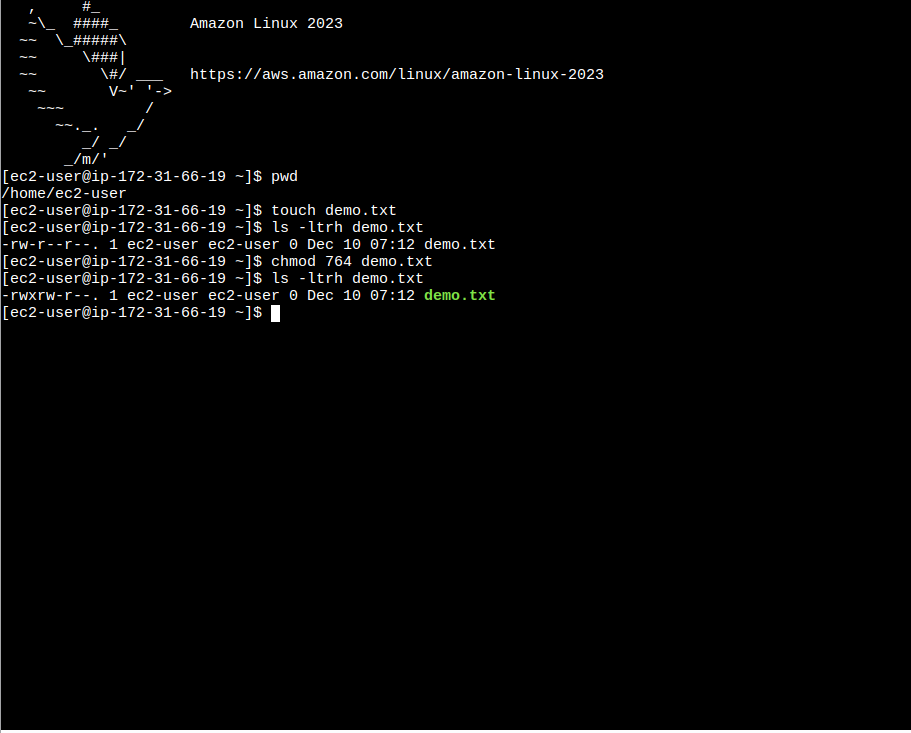 ,     #_
   ~\_  ####_        Amazon Linux 2023
  ~~  \_#####\
  ~~     \###|
  ~~       \#/ ___   https://aws.amazon.com/linux/amazon-linux-2023
   ~~       V~' '->
    ~~~         /
      ~~._.   _/
         _/ _/
       _/m/'
[ec2-user@ip-172-31-66-19 ~]$ pwd
/home/ec2-user
[ec2-user@ip-172-31-66-19 ~]$ touch demo.txt
[ec2-user@ip-172-31-66-19 ~]$ ls -ltrh demo.txt
-rw-r--r--. 1 ec2-user ec2-user 0 Dec 10 07:12 demo.txt
[ec2-user@ip-172-31-66-19 ~]$ chmod 764 demo.txt
[ec2-user@ip-172-31-66-19 ~]$ ls -ltrh demo.txt
-rwxrw-r--. 1 ec2-user ec2-user 0 Dec 10 07:12 demo.txt
[ec2-user@ip-172-31-66-19 ~]$